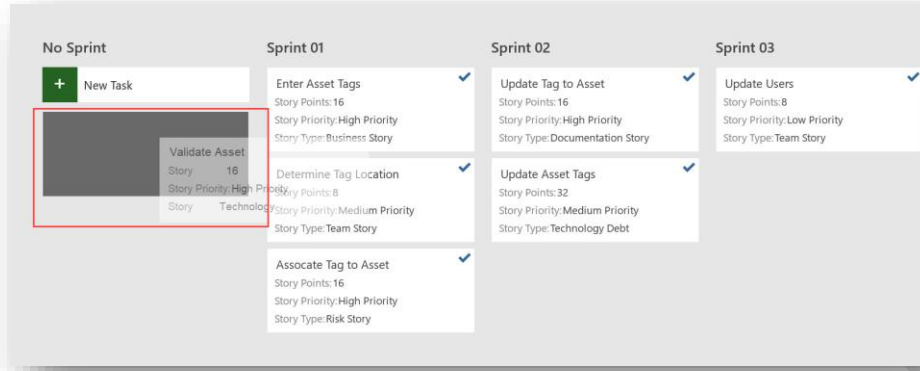 No Sprint
+ New Task
Validate Asset
Story 16
Story Priority: High Priority
Story Technology
Sprint 01
Enter Asset Tags
Story Points: 16
Story Priority: High Priority
Story Type: Business Story
Determine Tag Location
Story Points: 8
Story Priority: Medium Priority
Story Type: Team Story
Assocate Tag to Asset
Story Points: 16
Story Priority: High Priority
Story Type: Risk Story
Sprint 02
Update Tag to Asset
Story Points: 16
Story Priority: High Priority
Story Type: Documentation Story
Update Asset Tags
Story Points: 32
Story Priority: Medium Priority
Story Type: Technology Debt
Sprint 03
Update Users
Story Points: 8
Story Priority: Low Priority
Story Type: Team Story